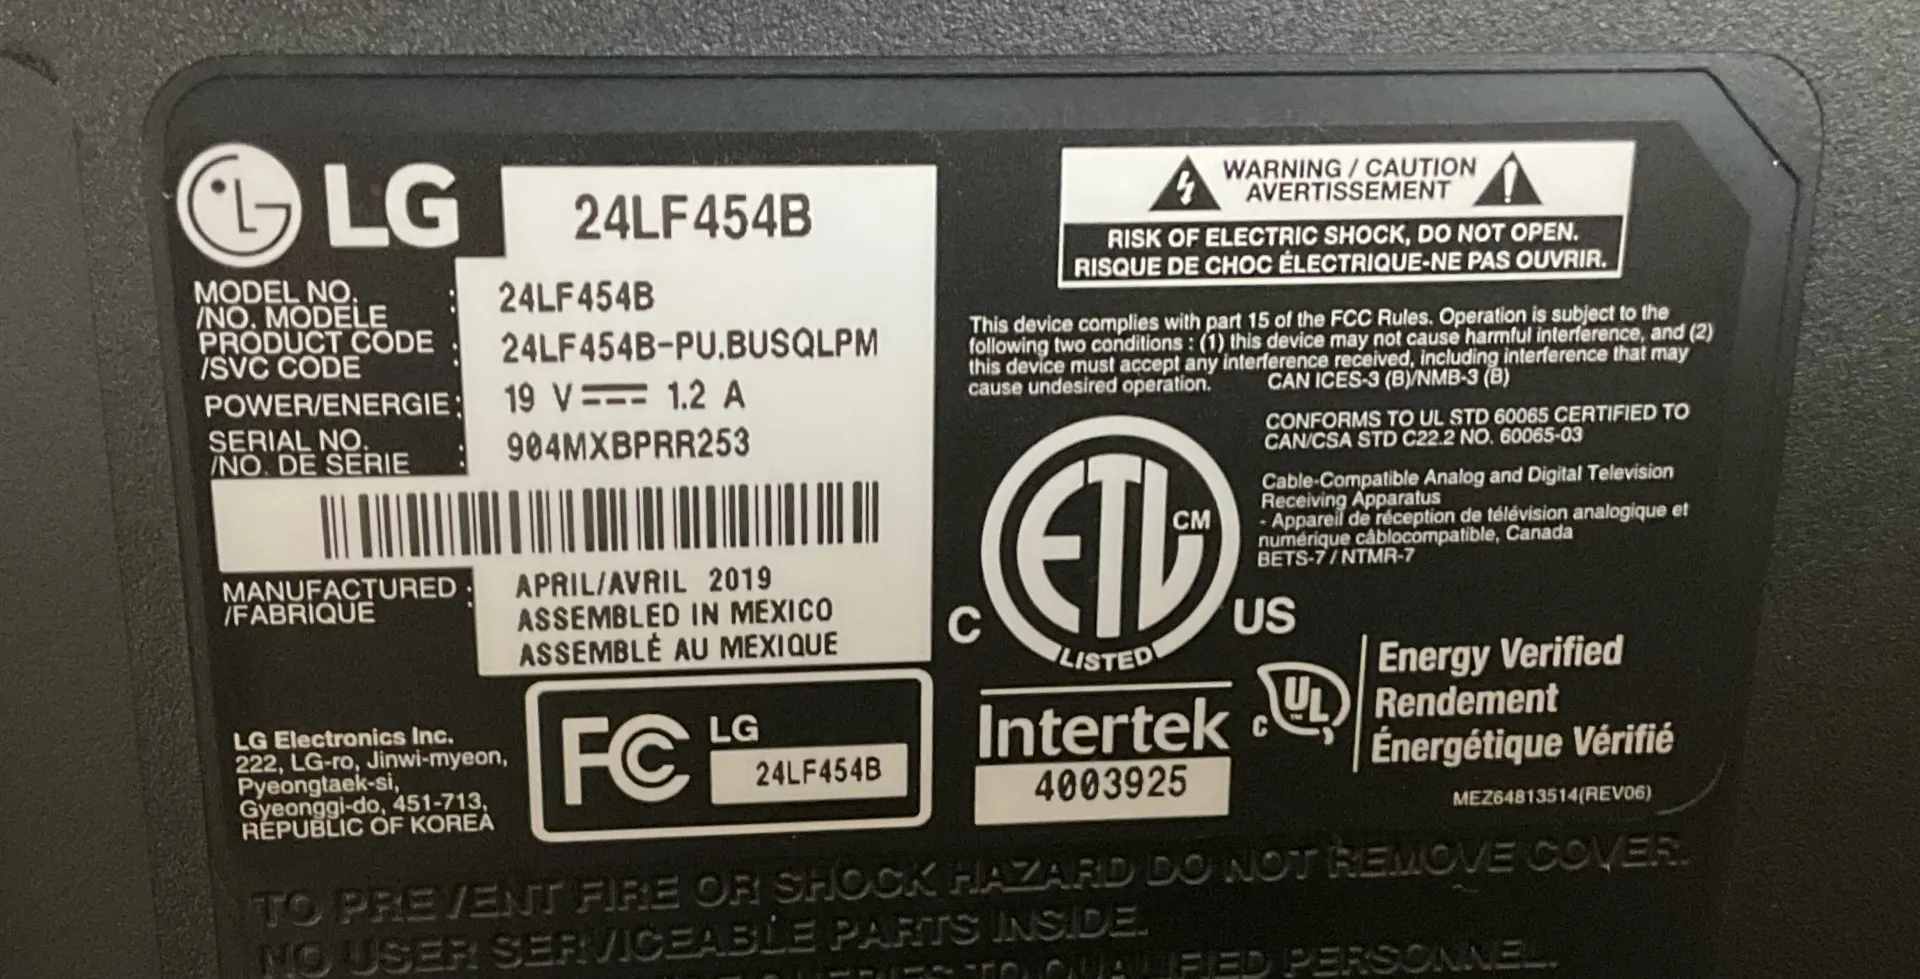 LG
24LF454B
MODEL NO.
/NO. MODELE
: 24LF454B
PRODUCT CODE
/SVC CODE
: 24LF454B-PU.BUSQLPM
POWER/ENERGIE : 19 V 1.2 A
SERIAL NO.
/NO. DE SERIE
: 904MXBPRR253
MANUFACTURED
/FABRIQUE
: APRIL/AVRIL 2019
ASSEMBLED IN MEXICO
ASSEMBLÉ AU MEXIQUE
LG Electronics Inc.
222, LG-ro, Jinwi-myeon,
Pyeongtaek-si,
Gyeonggi-do, 451-713,
REPUBLIC OF KOREA
FC LG
24LF454B
WARNING / CAUTION
AVERTISSEMENT
RISK OF ELECTRIC SHOCK, DO NOT OPEN.
RISQUE DE CHOC ÉLECTRIQUE-NE PAS OUVRIR.
This device complies with part 15 of the FCC Rules. Operation is subject to the
following two conditions : (1) this device may not cause harmful interference, and (2)
this device must accept any interference received, including interference that may
cause undesired operation.
CAN ICES-3 (B)/NMB-3 (B)
CONFORMS TO UL STD 60065 CERTIFIED TO
CAN/CSA STD C22.2 NO. 60065-03
Cable-Compatible Analog and Digital Television
Receiving Apparatus
- Appareil de réception de télévision analogique et
numérique câblocompatible, Canada
BETS-7 / NTMR-7
C ETL CM US
LISTED
Intertek
4003925
c UL TM
Energy Verified
Rendement
Énergétique Vérifié
MEZ64813514(REV06)
TO PREVENT FIRE OR SHOCK HAZARD DO NOT REMOVE COVER.
NO USER SERVICEABLE PARTS INSIDE.
TO QUALIFIED PERSONNEL.